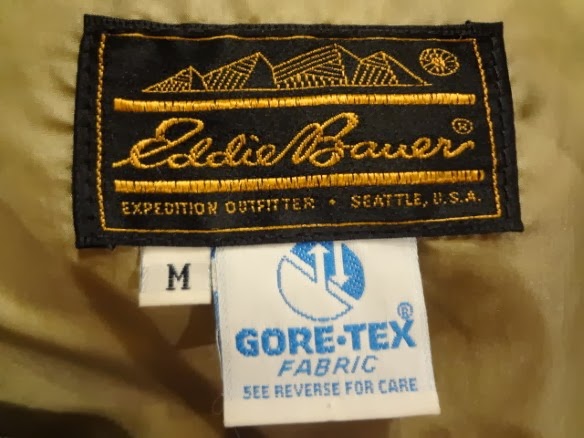 Eddie Bauer®
EXPEDITION OUTFITTER • SEATTLE, U.S.A.
M
GORE-TEX®
FABRIC
SEE REVERSE FOR CARE